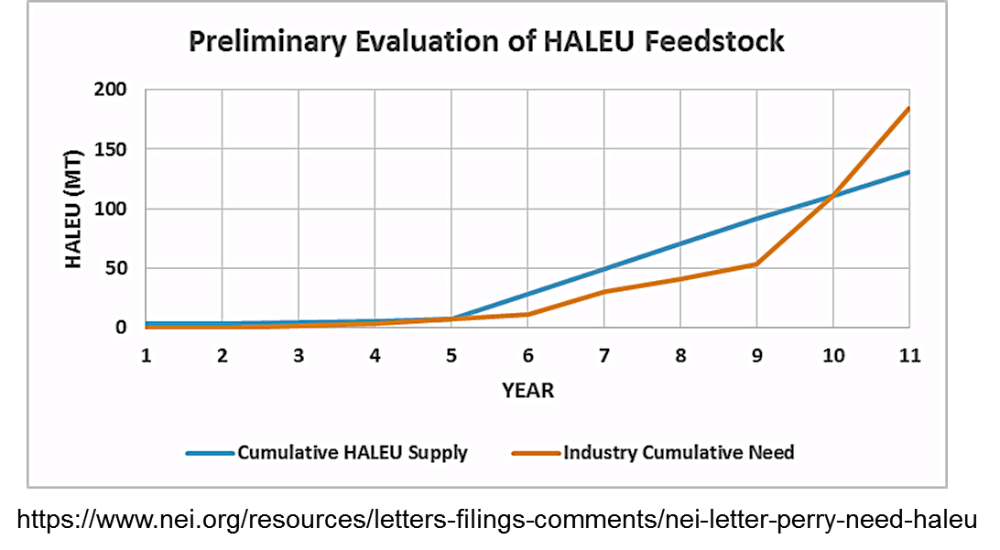 Preliminary Evaluation of HALEU Feedstock
200
150
100
50
0
HALEU (MT)
1 2 3 4 5 6 7 8 9 10 11
YEAR
Cumulative HALEU Supply Industry Cumulative Need
https://www.nei.org/resources/letters-filings-comments/nei-letter-perry-need-haleu